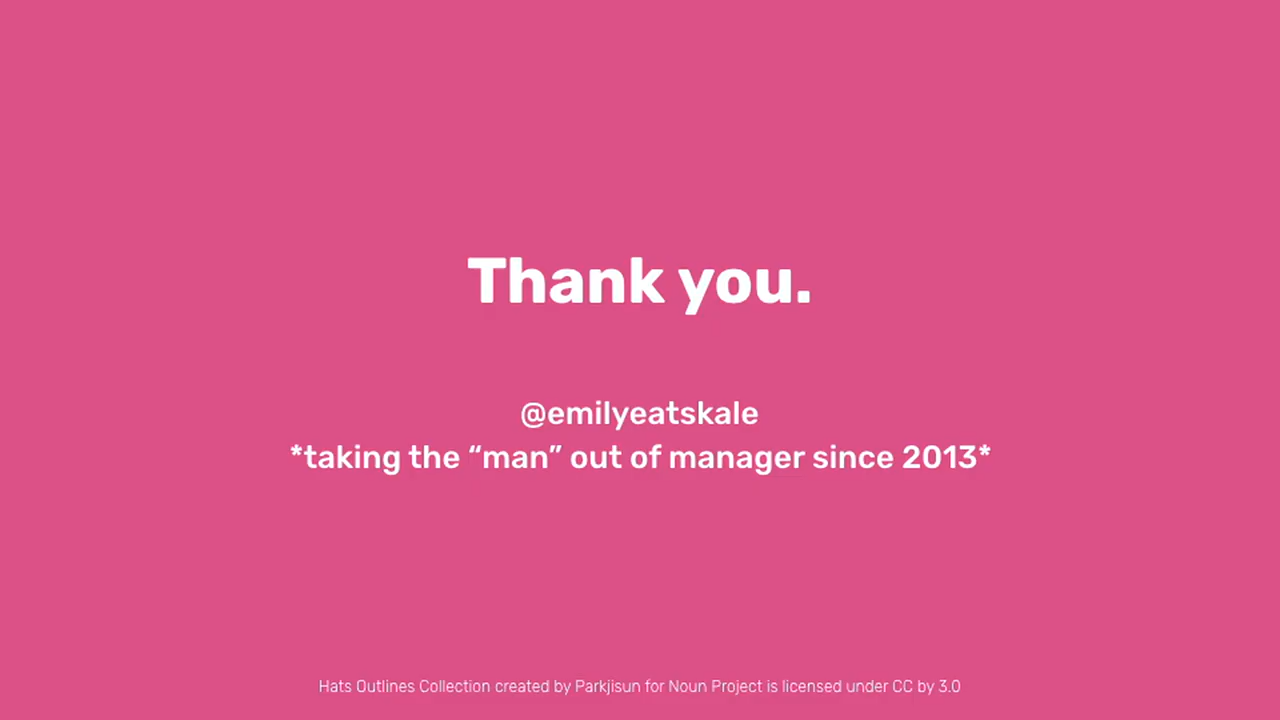 Thank you.
@emilyeatskale
*taking the “man” out of manager since 2013*
Hats Outlines Collection created by Parkjisun for Noun Project is licensed under CC by 3.0